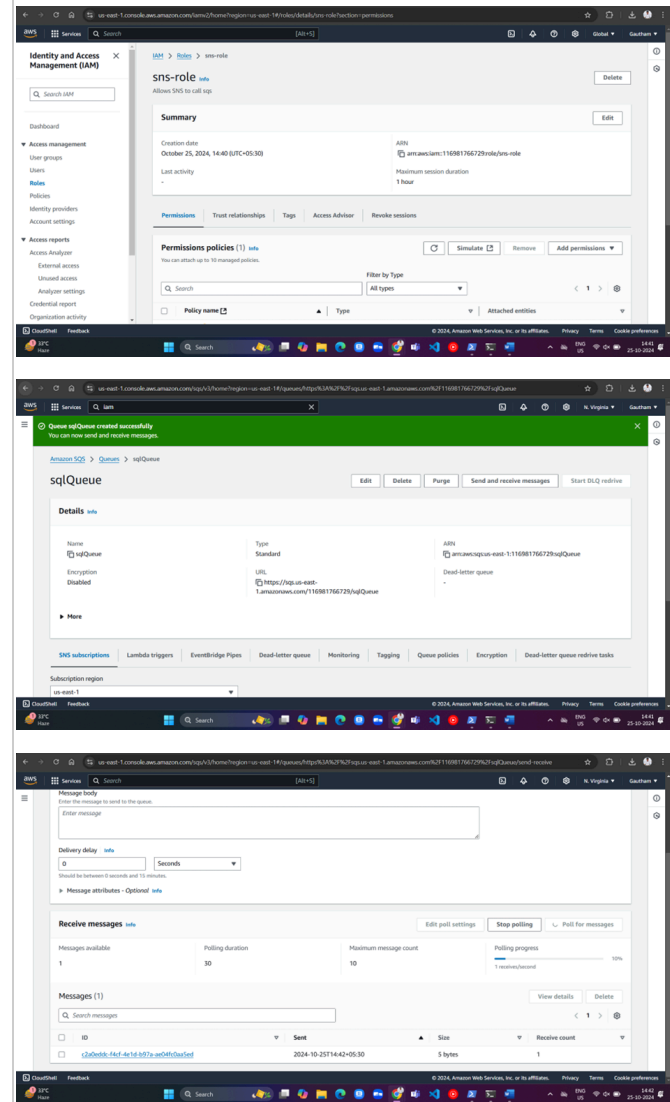 us-east-1.console.aws.amazon.com/iamv2/home?region=us-east-1#/roles/details/sns-role?section=permissions
aws Services Search [Alt+S] Global Gautham
Identity and Access Management (IAM)
Search IAM
Dashboard
Access management
User groups
Users
Roles
Policies
Identity providers
Account settings
Access reports
Access Analyzer
External access
Unused access
Analyzer settings
Credential report
Organization activity
IAM > Roles > sns-role
sns-role Info
Delete
Allows SNS to call sqs
Summary
Edit
Creation date
October 25, 2024, 14:40 (UTC+05:30)
ARN
arn:aws:iam::116981766729:role/sns-role
Last activity
-
Maximum session duration
1 hour
Permissions Trust relationships Tags Access Advisor Revoke sessions
Permissions policies (1) Info
You can attach up to 10 managed policies.
Simulate Remove Add permissions
Filter by Type
Search All types 1
Policy name Type Attached entities
CloudShell Feedback © 2024, Amazon Web Services, Inc. or its affiliates. Privacy Terms Cookie preferences
33°C
Haze
Search
ENG
US
14:41
25-10-2024
us-east-1.console.aws.amazon.com/sqs/v3/home?region=us-east-1#/queues/https%3A%2F%2Fsqs.us-east-1.amazonaws.com%2F116981766729%2FsqlQueue
aws Services iam N. Virginia Gautham
Queue sqlQueue created successfully
You can now send and receive messages.
Amazon SQS > Queues > sqlQueue
sqlQueue
Edit Delete Purge Send and receive messages Start DLQ redrive
Details Info
Name
sqlQueue
Type
Standard
ARN
arn:aws:sqs:us-east-1:116981766729:sqlQueue
Encryption
Disabled
URL
https://sqs.us-east-
1.amazonaws.com/116981766729/sqlQueue
Dead-letter queue
-
More
SNS subscriptions Lambda triggers EventBridge Pipes Dead-letter queue Monitoring Tagging Queue policies Encryption Dead-letter queue redrive tasks
Subscription region
us-east-1
CloudShell Feedback © 2024, Amazon Web Services, Inc. or its affiliates. Privacy Terms Cookie preferences
33°C
Haze
Search
ENG
US
14:41
25-10-2024
us-east-1.console.aws.amazon.com/sqs/v3/home?region=us-east-1#/queues/https%3A%2F%2Fsqs.us-east-1.amazonaws.com%2F116981766729%2FsqlQueue/send-receive
aws Services Search [Alt+S] N. Virginia Gautham
Message body
Enter the message to send to the queue.
Enter message
Delivery delay Info
0 Seconds
Should be between 0 seconds and 15 minutes.
Message attributes - Optional Info
Receive messages Info
Edit poll settings Stop polling Poll for messages
Messages available
1
Polling duration
30
Maximum message count
10
Polling progress
10%
1 receives/second
Messages (1)
View details Delete
Search messages
1
ID Sent Size Receive count
c2a0eddc-f4cf-4e1d-b97a-ae04fc0aa5ed 2024-10-25T14:42+05:30 5 bytes 1
CloudShell Feedback © 2024, Amazon Web Services, Inc. or its affiliates. Privacy Terms Cookie preferences
33°C
Haze
Search
ENG
US
14:42
25-10-2024